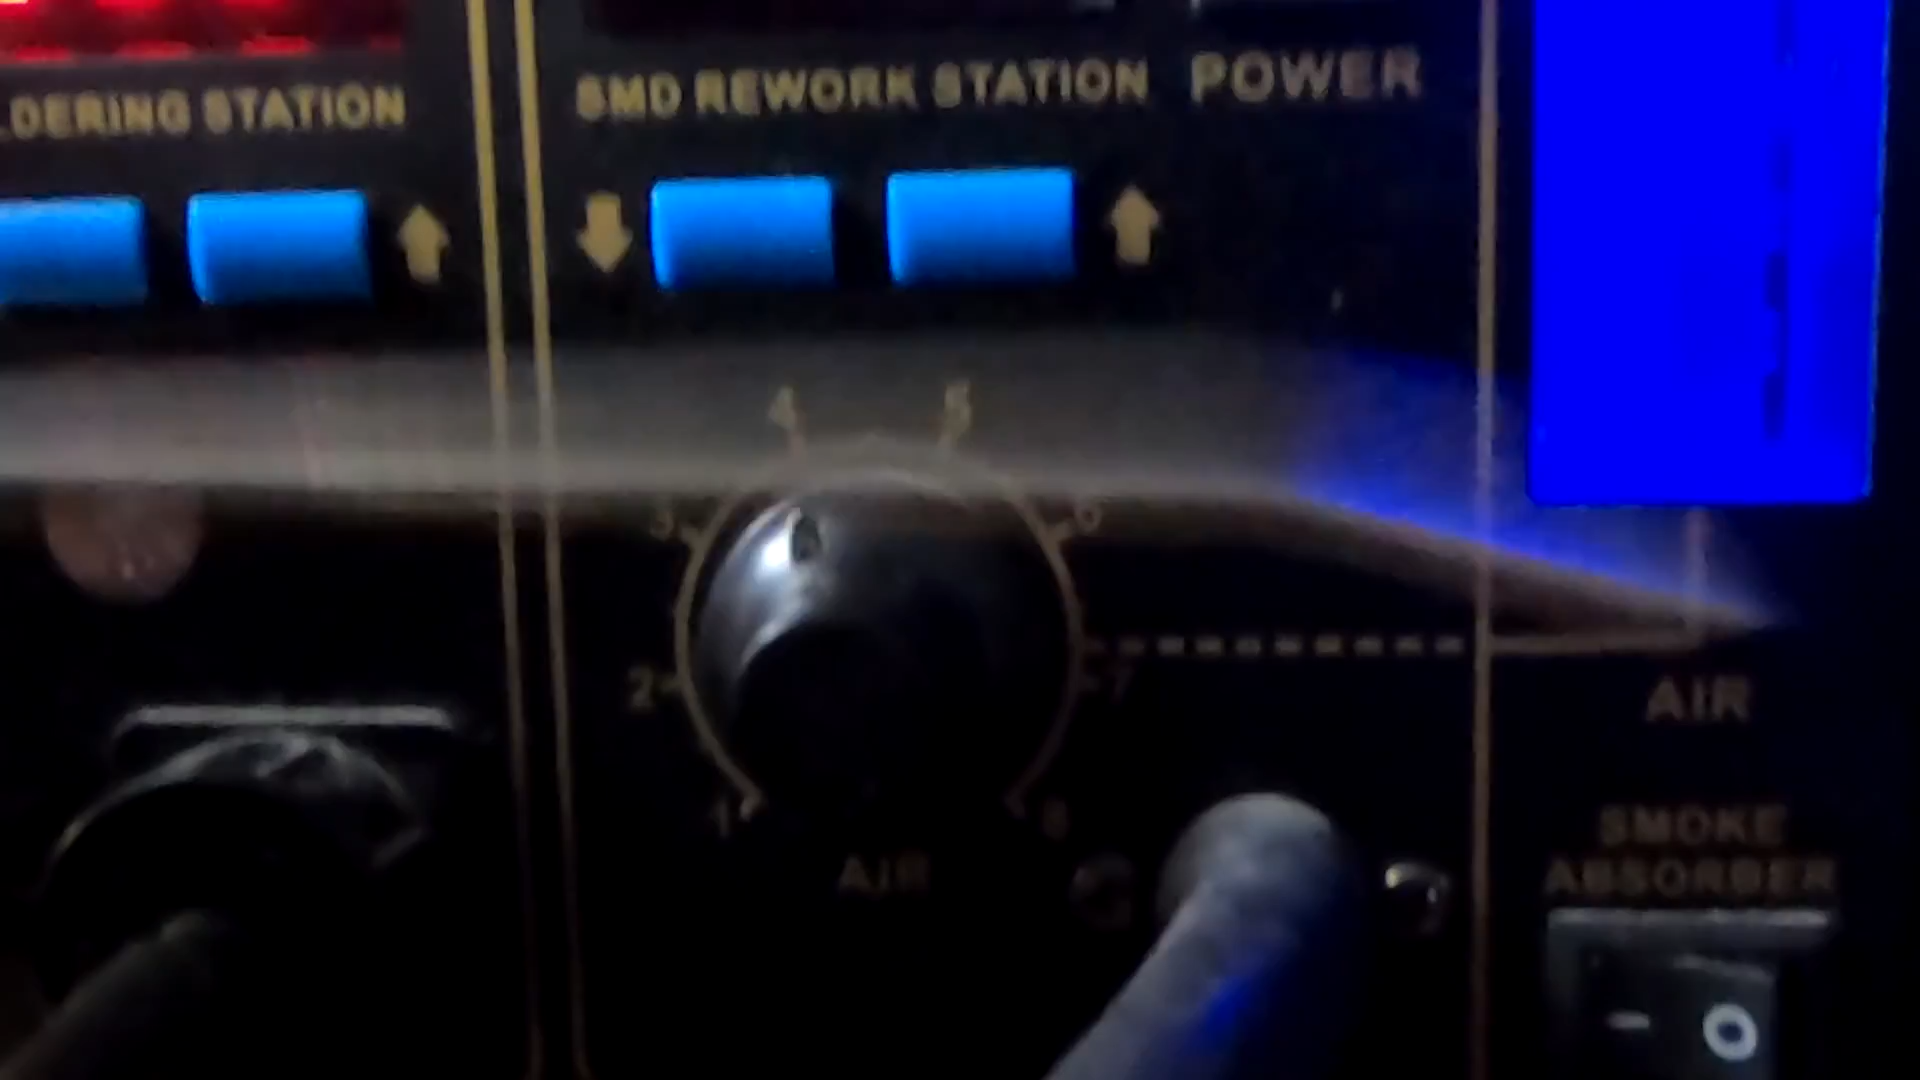 LDERING STATION
SMD REWORK STATION
POWER
4
5
3
6
2
7
1
8
AIR
AIR
SMOKE
ABSORBER